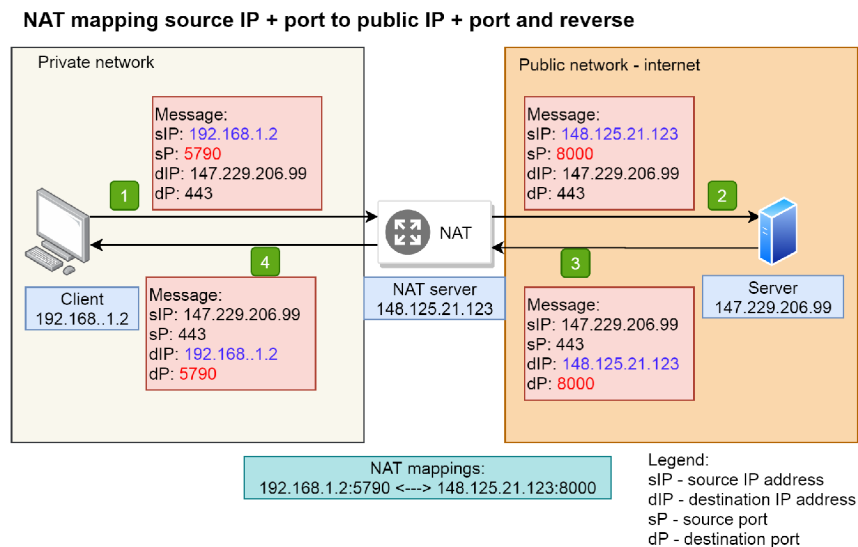 NAT mapping source IP + port to public IP + port and reverse
Private network
Public network - internet
Message:
sIP: 192.168.1.2
sP: 5790
dIP: 147.229.206.99
dP: 443
Message:
sIP: 148.125.21.123
sP: 8000
dIP: 147.229.206.99
dP: 443
1
2
NAT
4
3
Client
192.168..1.2
Message:
sIP: 147.229.206.99
sP: 443
dIP: 192.168..1.2
dP: 5790
NAT server
148.125.21.123
Message:
sIP: 147.229.206.99
sP: 443
dIP: 148.125.21.123
dP: 8000
Server
147.229.206.99
NAT mappings:
192.168.1.2:5790 <---> 148.125.21.123:8000
Legend:
sIP - source IP address
dIP - destination IP address
sP - source port
dP - destination port